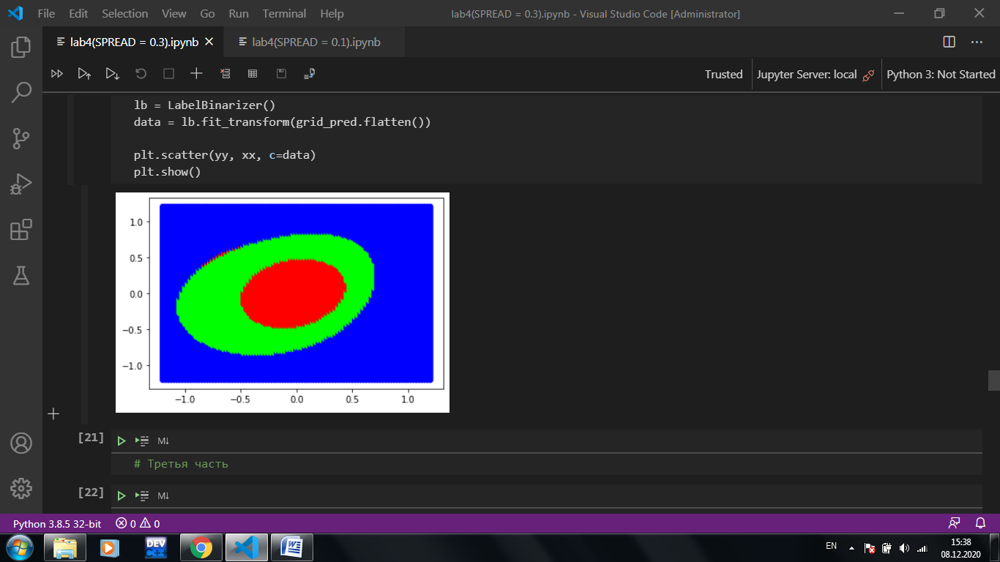 File Edit Selection View Go Run Terminal Help
lab4(SPREAD = 0.3).ipynb - Visual Studio Code [Administrator]
lab4(SPREAD = 0.3).ipynb
lab4(SPREAD = 0.1).ipynb
Trusted
Jupyter Server: local
Python 3: Not Started
lb = LabelBinarizer()
data = lb.fit_transform(grid_pred.flatten())
plt.scatter(yy, xx, c=data)
plt.show()
1.0
0.5
0.0
−0.5
−1.0
−1.0 −0.5 0.0 0.5 1.0
[21]
M↓
# Третья часть
[22]
M↓
Python 3.8.5 32-bit
0
0
DEV
C++
W
EN
15:38
08.12.2020